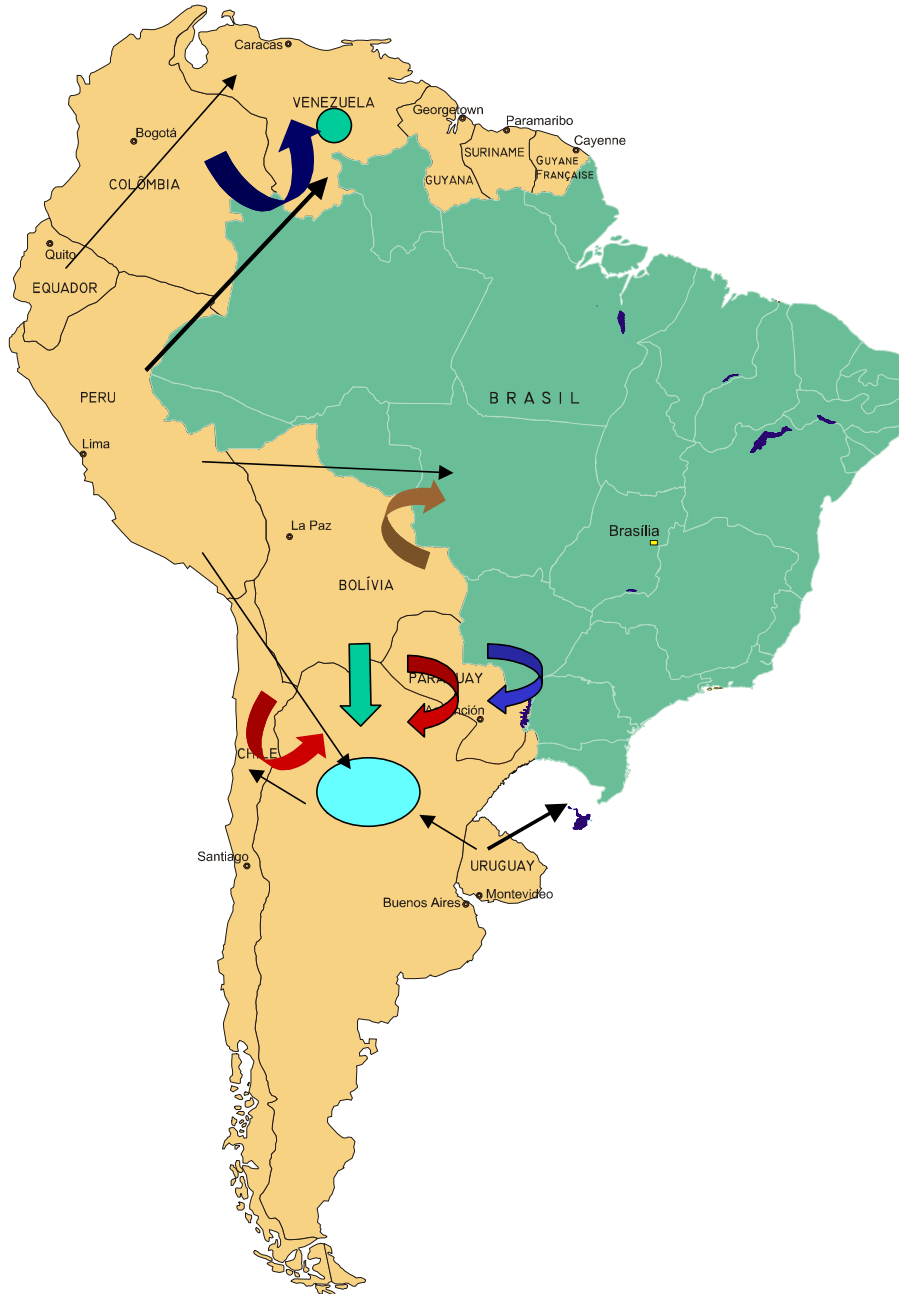 Caracas
VENEZUELA
Georgetown
Paramaribo
Bogotá
Cayenne
SURINAME
GUYANE
FRANÇAISE
GUYANA
COLÔMBIA
Quito
EQUADOR
PERU
BRASIL
Lima
La Paz
Brasília
BOLÍVIA
CHILE
Santiago
URUGUAY
Montevideo
Buenos Aires